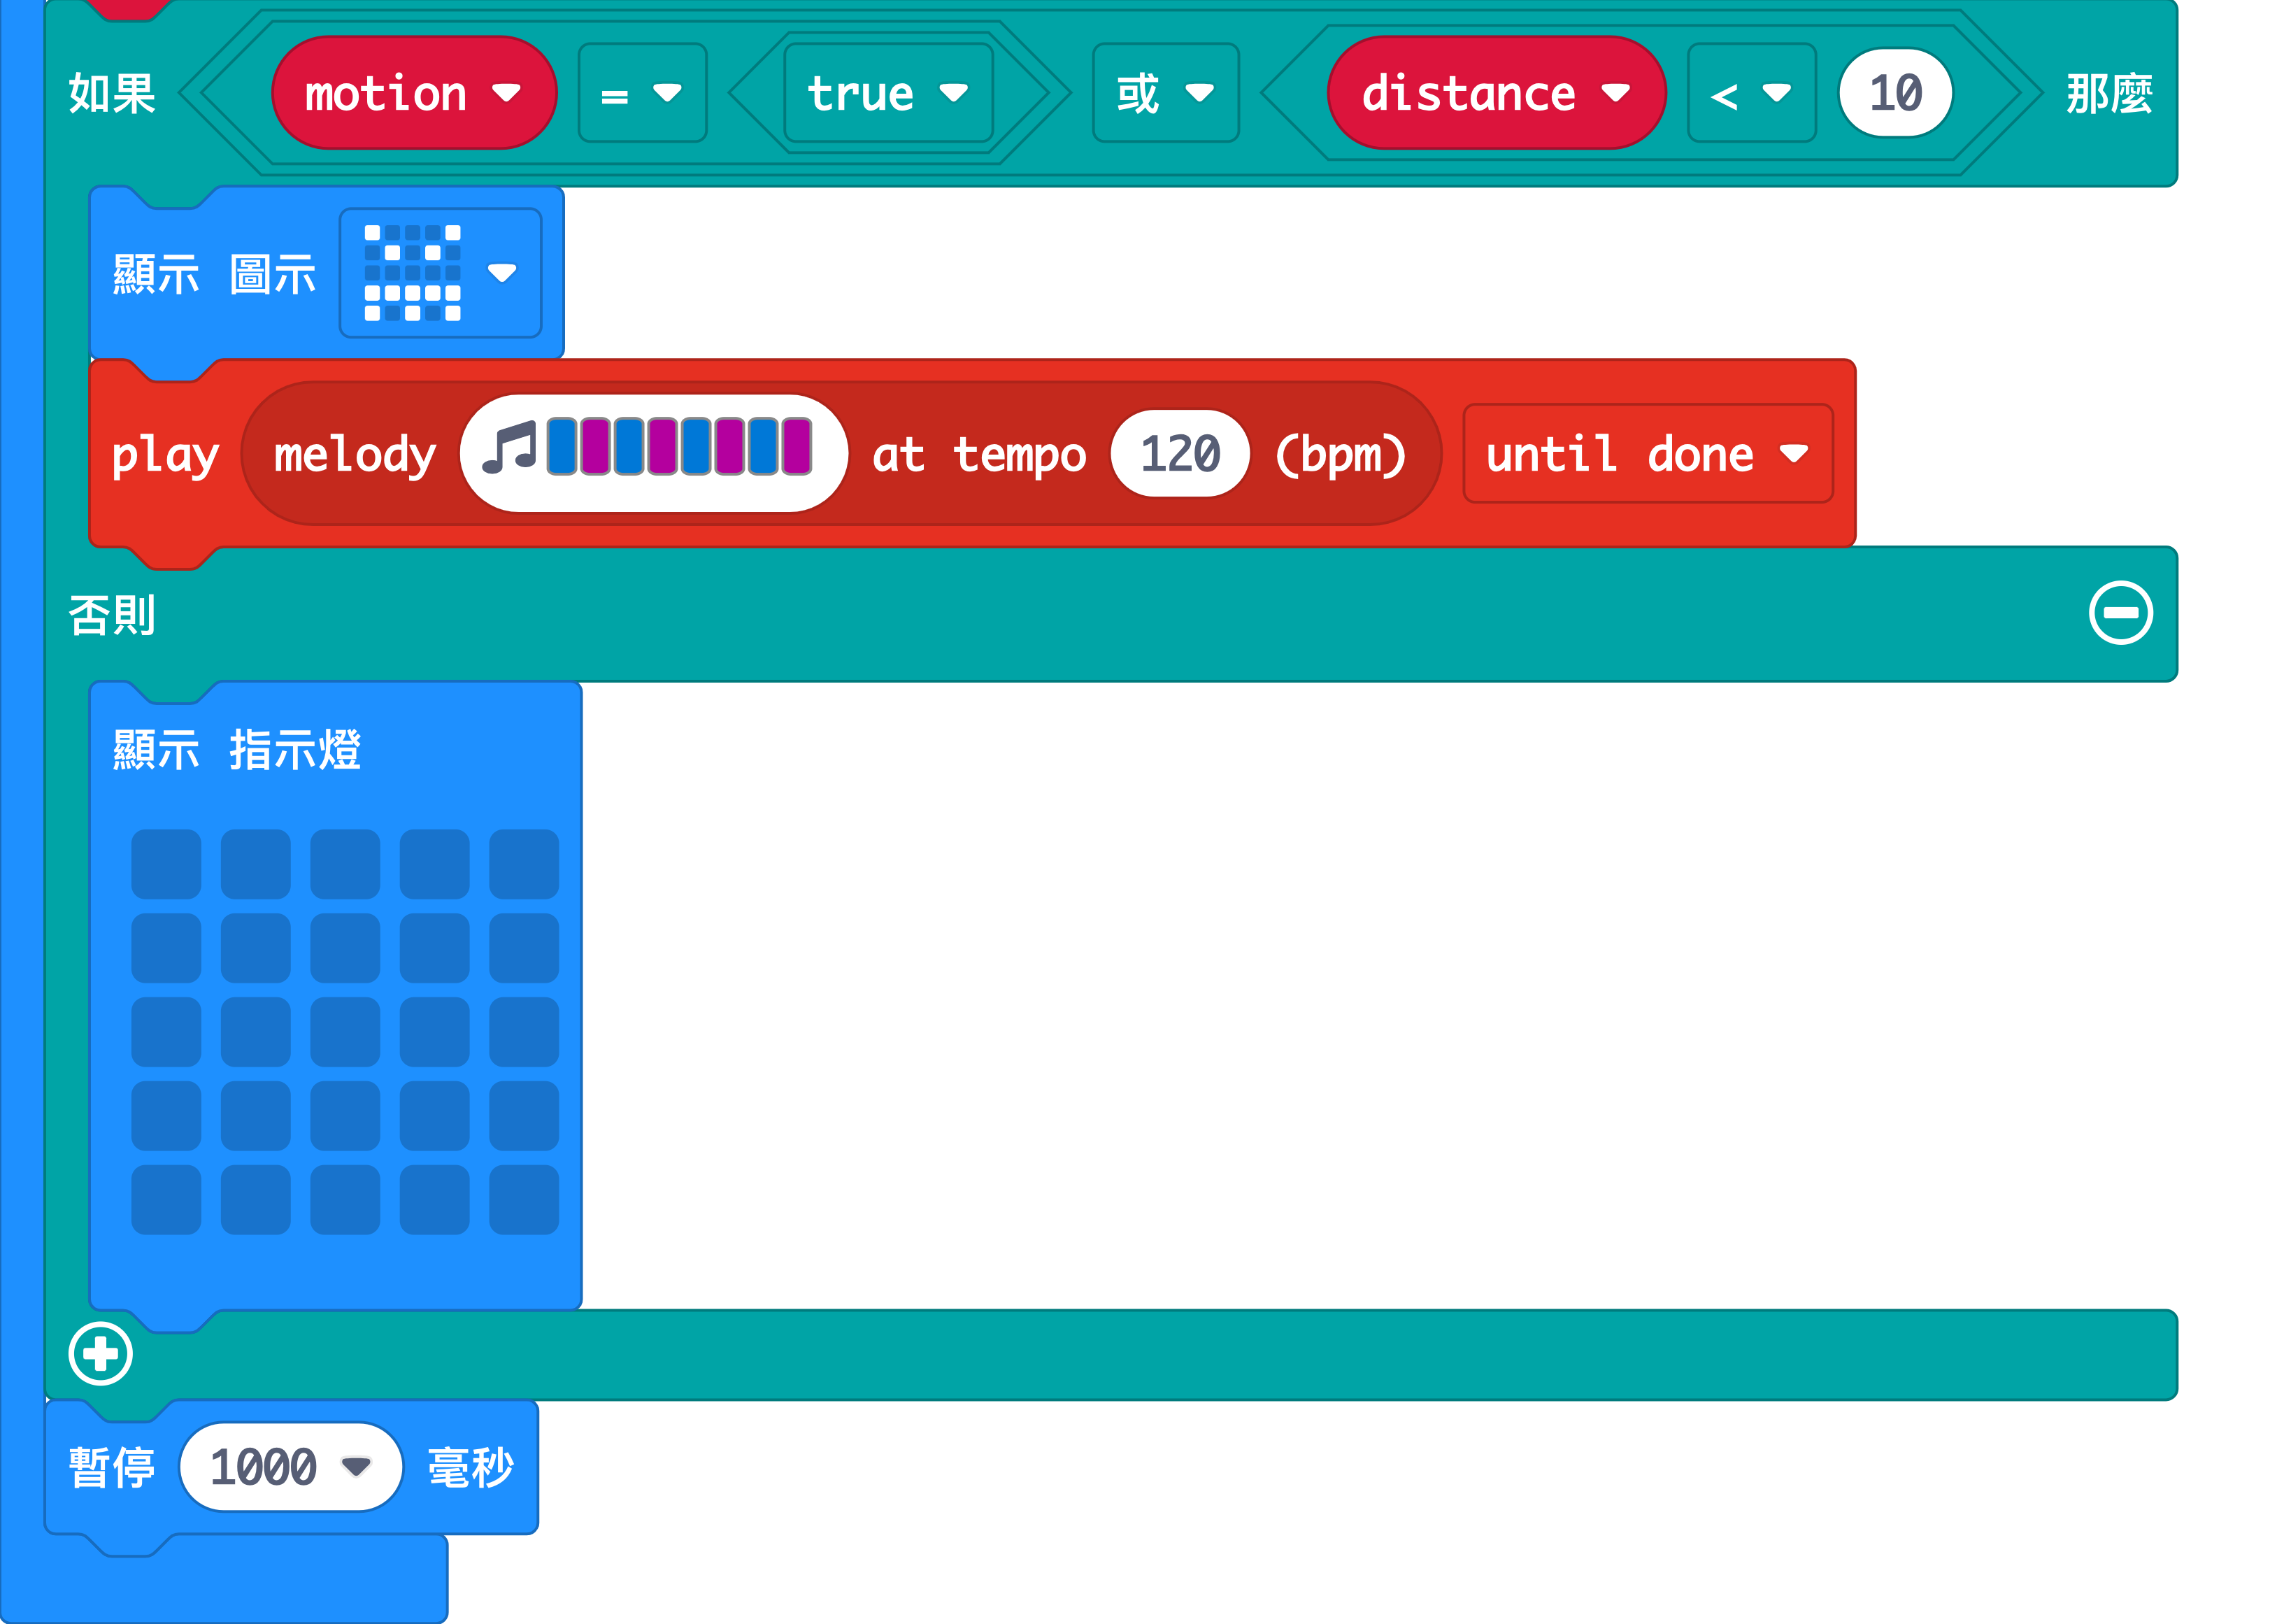 如果 motion = true 或 distance < 10 那麼
顯示 圖示
play melody at tempo 120 (bpm) until done
否則
顯示 指示燈
暫停 1000 毫秒